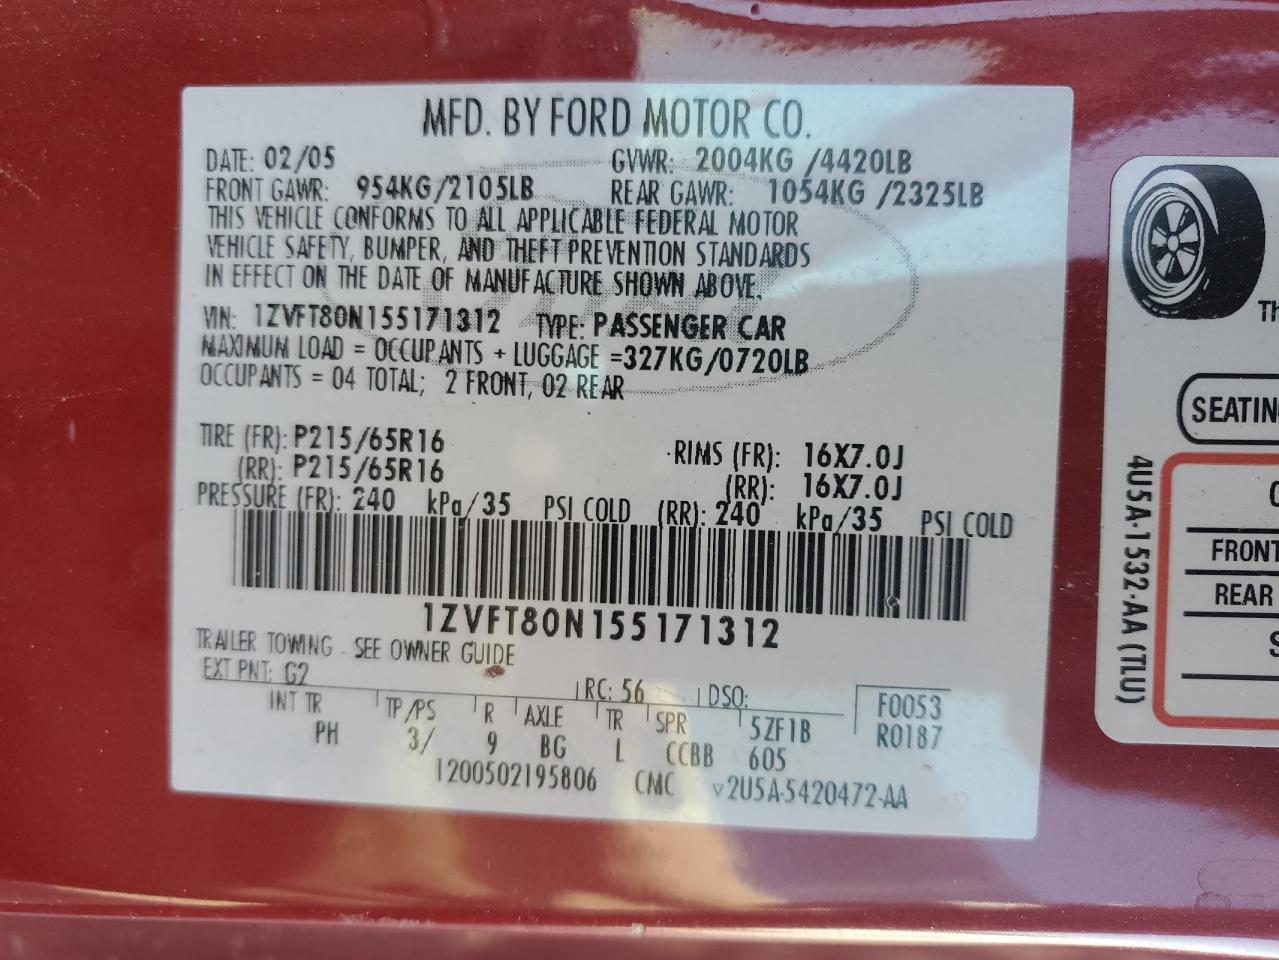 MFD. BY FORD MOTOR CO.
DATE: 02/05 GVWR: 2004KG /4420LB
FRONT GAWR: 954KG/2105LB REAR GAWR: 1054KG /2325LB
THIS VEHICLE CONFORMS TO ALL APPLICABLE FEDERAL MOTOR
VEHICLE SAFETY, BUMPER, AND THEFT PREVENTION STANDARDS
IN EFFECT ON THE DATE OF MANUFACTURE SHOWN ABOVE.
VIN: 1ZVFT80N155171312 TYPE: PASSENGER CAR
MAXIMUM LOAD = OCCUPANTS + LUGGAGE =327KG/0720LB
OCCUPANTS = 04 TOTAL; 2 FRONT, 02 REAR
TIRE (FR): P215/65R16 RIMS (FR): 16X7.0J
(RR): P215/65R16 (RR): 16X7.0J
PRESSURE (FR): 240 kPa/35 PSI COLD (RR): 240 kPa/35 PSI COLD
1ZVFT80N155171312
TRAILER TOWING - SEE OWNER GUIDE
EXT PNT: G2 RC: 56 DSO: F0053
INT TR TP/PS R AXLE TR SPR 5ZF1B R0187
PH 3/ 9 BG L CCBB 605
1200502195806 CMC ▽2U5A-5420472-AA
Th
SEATIN
FRONT
REAR
4U5A-1532-AA (TLU)